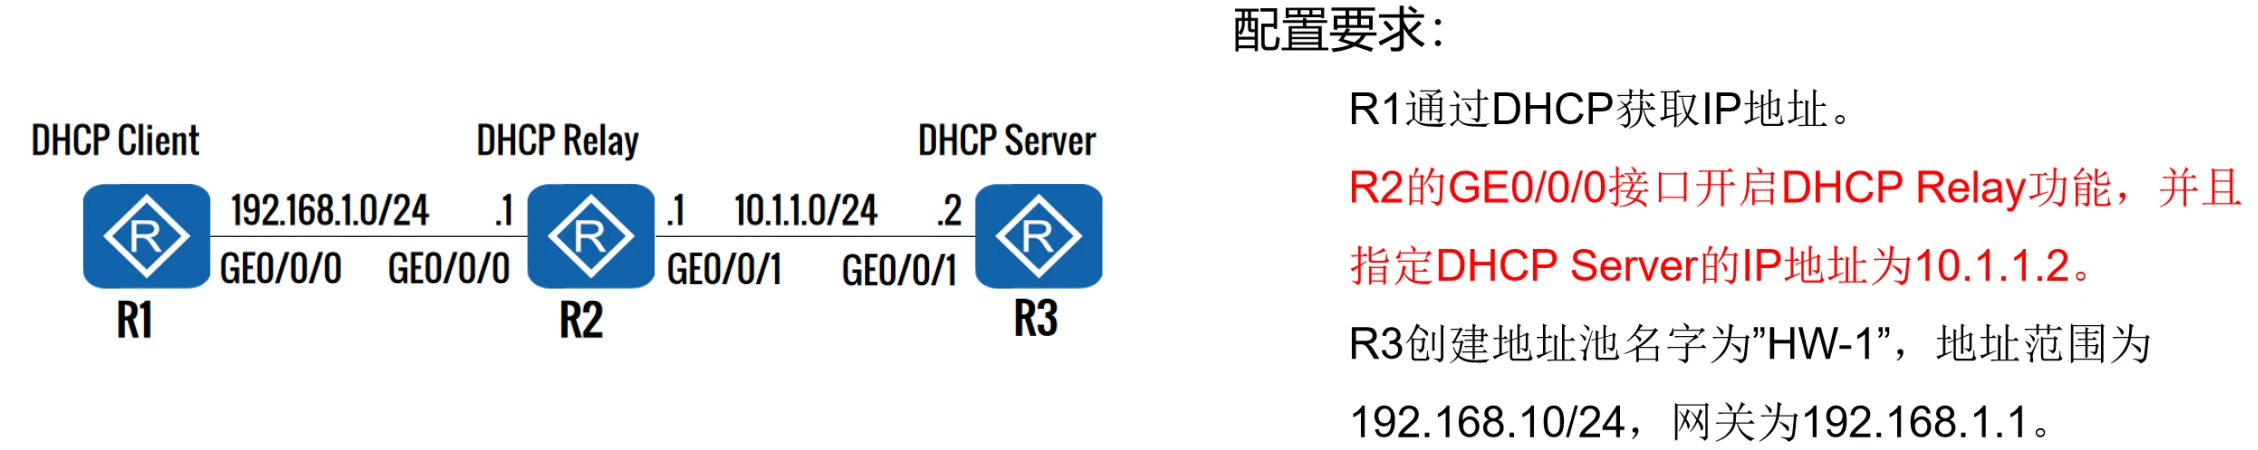 DHCP Client
DHCP Relay
DHCP Server
192.168.1.0/24
.1
.1
10.1.1.0/24
.2
R
R
R
GE0/0/0
GE0/0/0
GE0/0/1
GE0/0/1
R1
R2
R3
配置要求：
R1通过DHCP获取IP地址。
R2的GE0/0/0接口开启DHCP Relay功能，并且
指定DHCP Server的IP地址为10.1.1.2。
R3创建地址池名字为”HW-1”，地址范围为
192.168.10/24，网关为192.168.1.1。